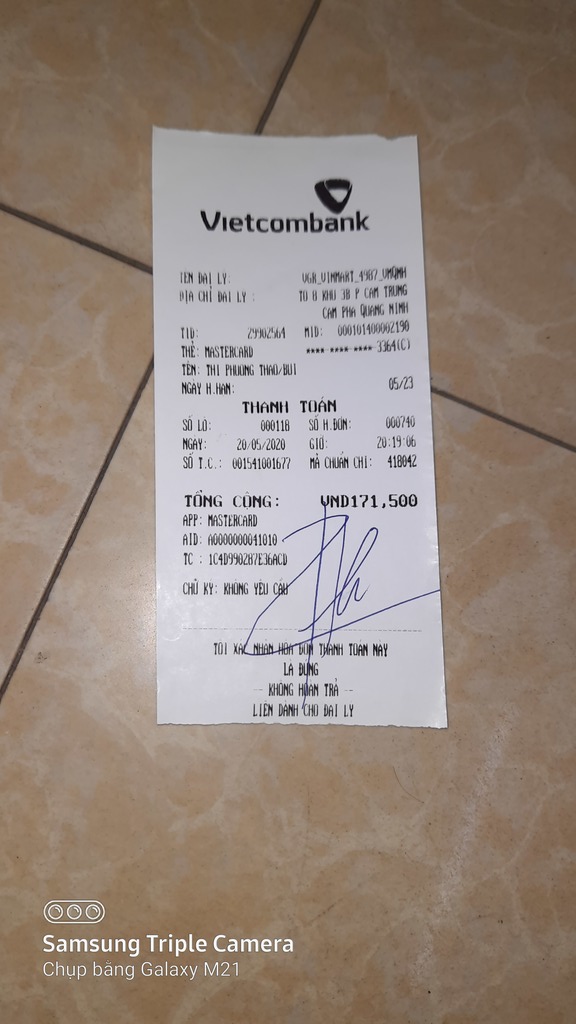 Vietcombank
TÊN ĐẠI LÝ: VGR_VINMART_4987_VMQNH
ĐỊA CHỈ ĐẠI LÝ : TO 8 KHU 3B P CAM TRUNG
CAM PHA QUANG NINH
TID: 29902564 MID: 000101400002190
THẺ: MASTERCARD **** **** **** 3364(C)
TÊN: THI PHUONG THAO/BUI
NGÀY H.HẠN: 05/23
THANH TOÁN
SỐ LÔ: 000118 SỐ H.ĐƠN: 000740
NGÀY: 20/05/2020 GIỜ: 20:19:06
SỐ T.C.: 001541001677 MÃ CHUẨN CHI: 418042
TỔNG CỘNG: VND171,500
APP: MASTERCARD
AID: A0000000041010
TC : 1C4D990287E36ACD
CHỮ KÝ: KHÔNG YÊU CẦU
TÔI XÁC NHẬN HÓA ĐƠN THANH TOÁN NÀY
LÀ ĐÚNG
-- KHÔNG HOÀN TRẢ --
LIÊN DÀNH CHO ĐẠI LÝ
Samsung Triple Camera
Chụp bằng Galaxy M21